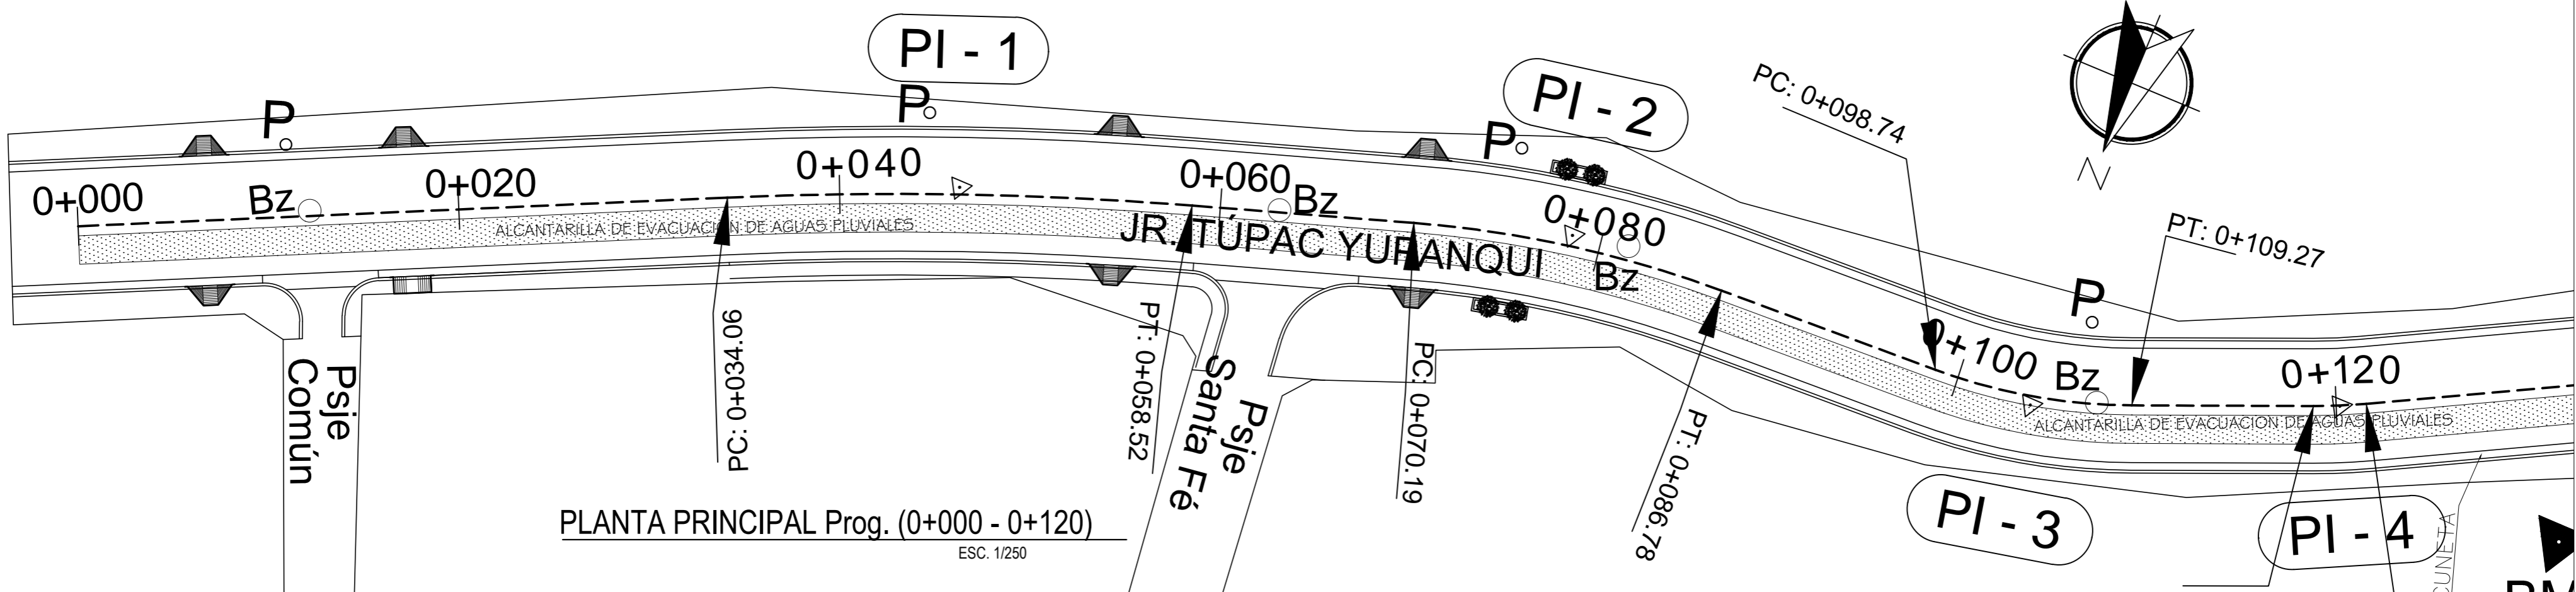 PI - 1
PI - 2
PC: 0+098.74
N
P
P
P
P
PT: 0+109.27
0+000
Bz
0+020
0+040
0+060
Bz
0+080
Bz
0+100
Bz
0+120
ALCANTARILLA DE EVACUACIÓN DE AGUAS PLUVIALES
JR. TÚPAC YUPANQUI
ALCANTARILLA DE EVACUACION DE AGUAS PLUVIALES
Psje
Común
PC: 0+034.06
PT: 0+058.52
Psje
Santa Fé
PC: 0+070.19
PT: 0+086.78
PI - 3
PI - 4
CUNETA
PLANTA PRINCIPAL Prog. (0+000 - 0+120)
ESC. 1/250